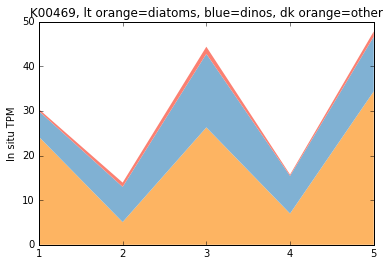 K00469, lt orange=diatoms, blue=dinos, dk orange=other
50
40
30
20
10
0
In situ TPM
1 2 3 4 5